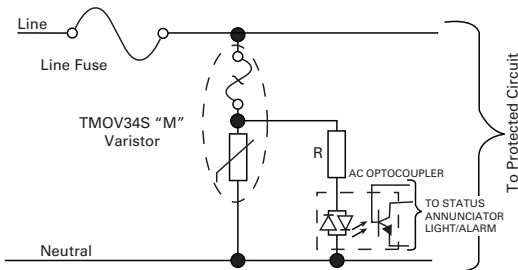 Line
Line Fuse
TMOV34S “M”
Varistor
R
AC OPTOCOUPLER
TO STATUS
ANNUNCIATOR
LIGHT/ALARM
To Protected Circuit
Neutral